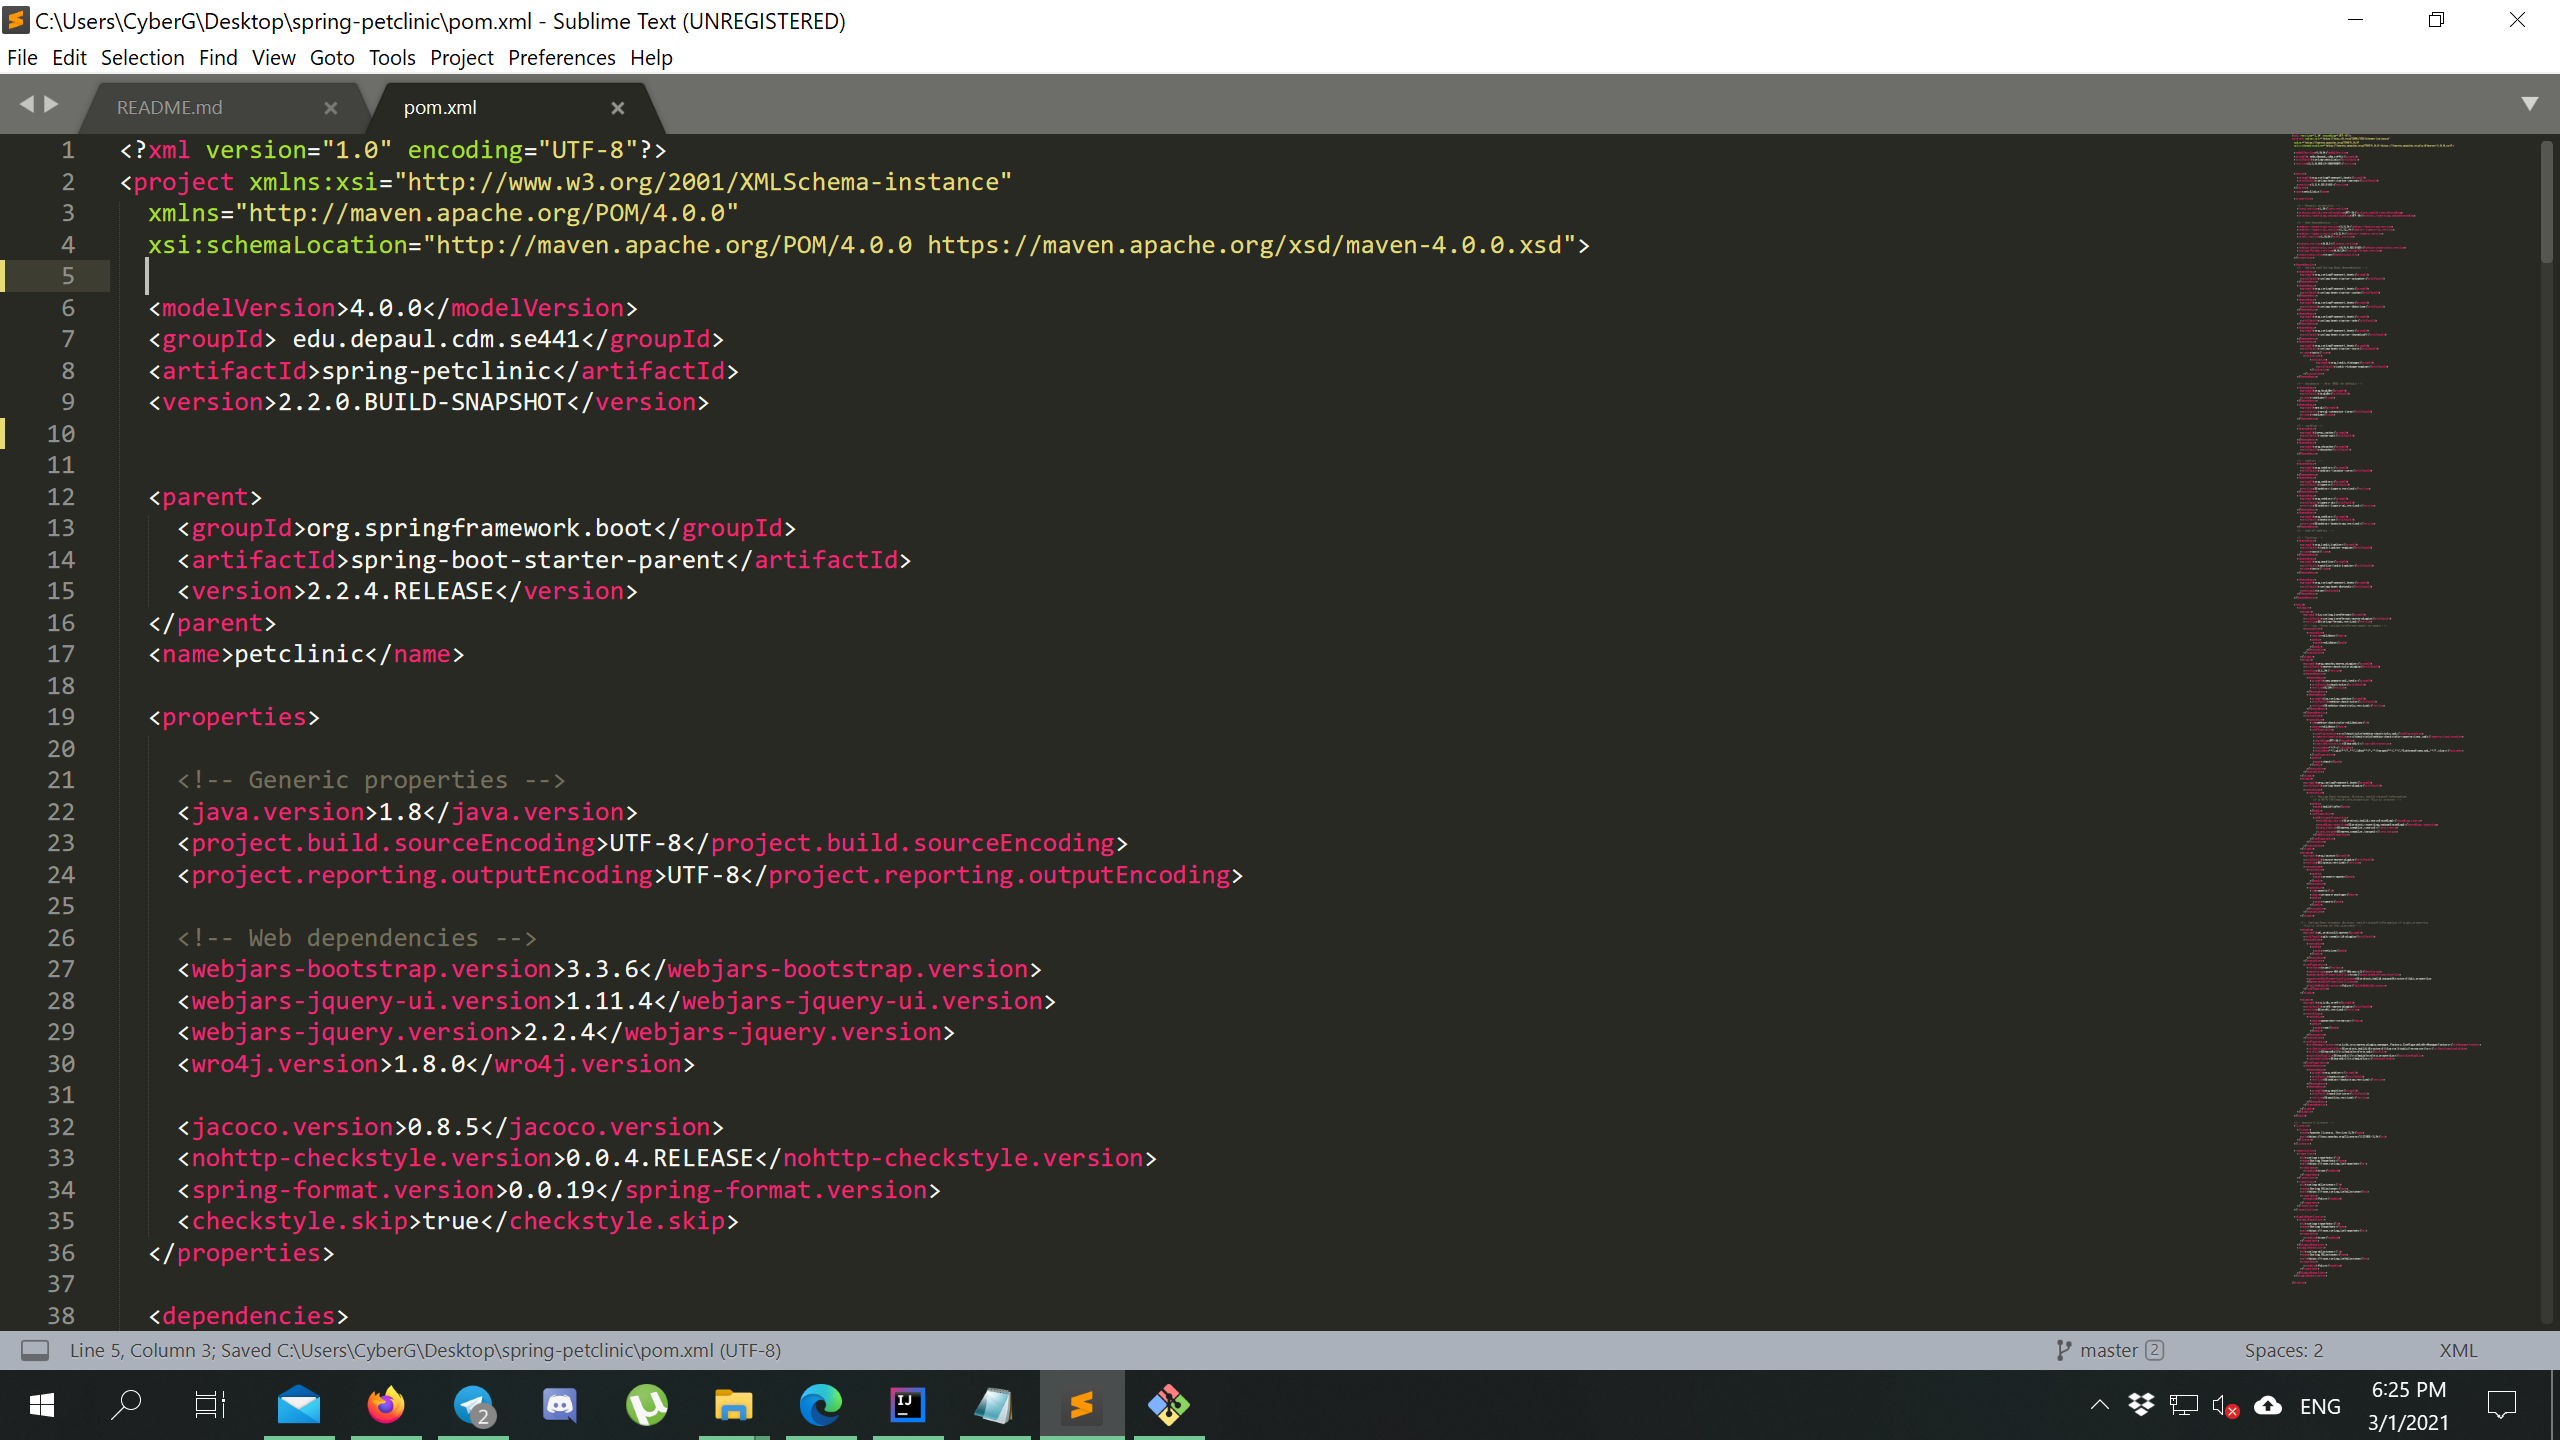 C:\Users\CyberG\Desktop\spring-petclinic\pom.xml - Sublime Text (UNREGISTERED)
File Edit Selection Find View Goto Tools Project Preferences Help
README.md pom.xml
1 <?xml version="1.0" encoding="UTF-8"?>
2 <project xmlns:xsi="http://www.w3.org/2001/XMLSchema-instance"
3 xmlns="http://maven.apache.org/POM/4.0.0"
4 xsi:schemaLocation="http://maven.apache.org/POM/4.0.0 https://maven.apache.org/xsd/maven-4.0.0.xsd">
5
6 <modelVersion>4.0.0</modelVersion>
7 <groupId> edu.depaul.cdm.se441</groupId>
8 <artifactId>spring-petclinic</artifactId>
9 <version>2.2.0.BUILD-SNAPSHOT</version>
10
11
12 <parent>
13 <groupId>org.springframework.boot</groupId>
14 <artifactId>spring-boot-starter-parent</artifactId>
15 <version>2.2.4.RELEASE</version>
16 </parent>
17 <name>petclinic</name>
18
19 <properties>
20
21 <!-- Generic properties -->
22 <java.version>1.8</java.version>
23 <project.build.sourceEncoding>UTF-8</project.build.sourceEncoding>
24 <project.reporting.outputEncoding>UTF-8</project.reporting.outputEncoding>
25
26 <!-- Web dependencies -->
27 <webjars-bootstrap.version>3.3.6</webjars-bootstrap.version>
28 <webjars-jquery-ui.version>1.11.4</webjars-jquery-ui.version>
29 <webjars-jquery.version>2.2.4</webjars-jquery.version>
30 <wro4j.version>1.8.0</wro4j.version>
31
32 <jacoco.version>0.8.5</jacoco.version>
33 <nohttp-checkstyle.version>0.0.4.RELEASE</nohttp-checkstyle.version>
34 <spring-format.version>0.0.19</spring-format.version>
35 <checkstyle.skip>true</checkstyle.skip>
36 </properties>
37
38 <dependencies>
Line 5, Column 3; Saved C:\Users\CyberG\Desktop\spring-petclinic\pom.xml (UTF-8) master 2 Spaces: 2 XML
2 IJ ENG 6:25 PM
3/1/2021